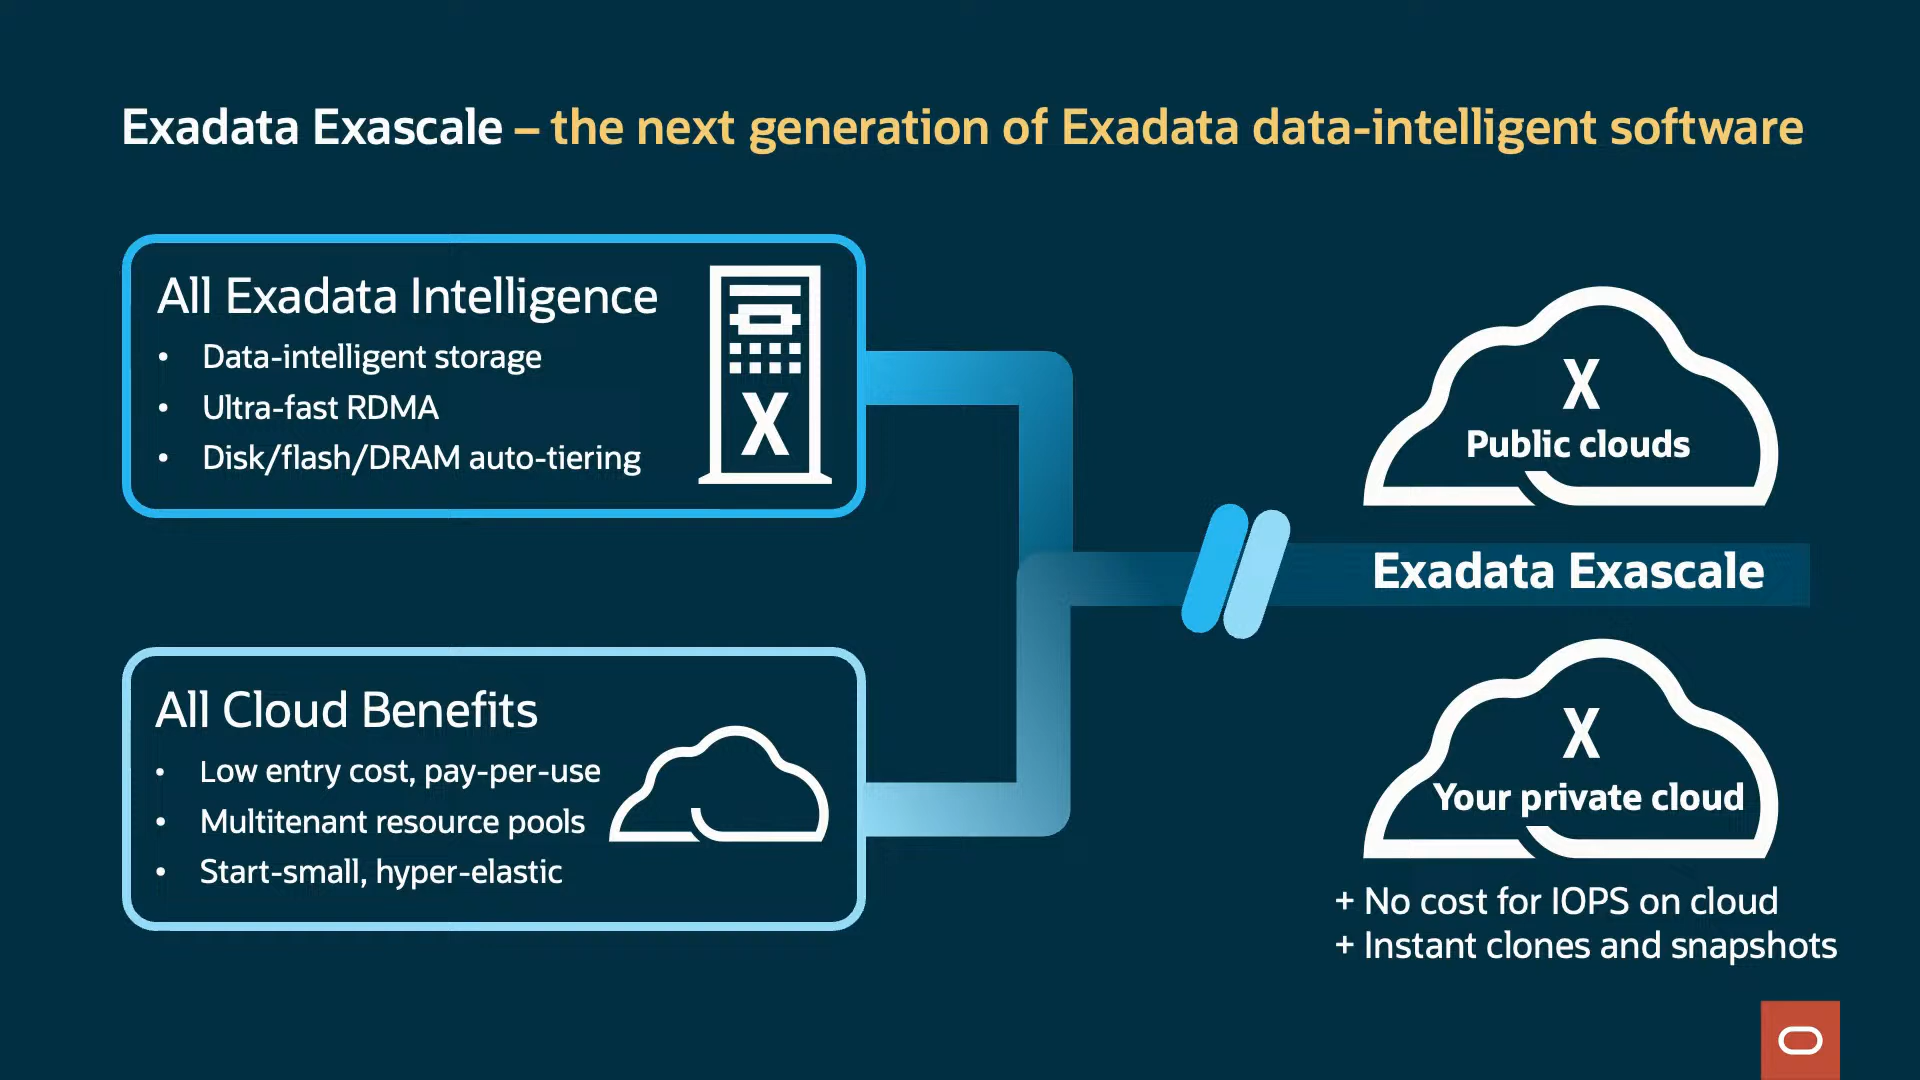 Exadata Exascale – the next generation of Exadata data-intelligent software
All Exadata Intelligence
• Data-intelligent storage
• Ultra-fast RDMA
• Disk/flash/DRAM auto-tiering
X
All Cloud Benefits
• Low entry cost, pay-per-use
• Multitenant resource pools
• Start-small, hyper-elastic
X
Public clouds
Exadata Exascale
X
Your private cloud
+ No cost for IOPS on cloud
+ Instant clones and snapshots